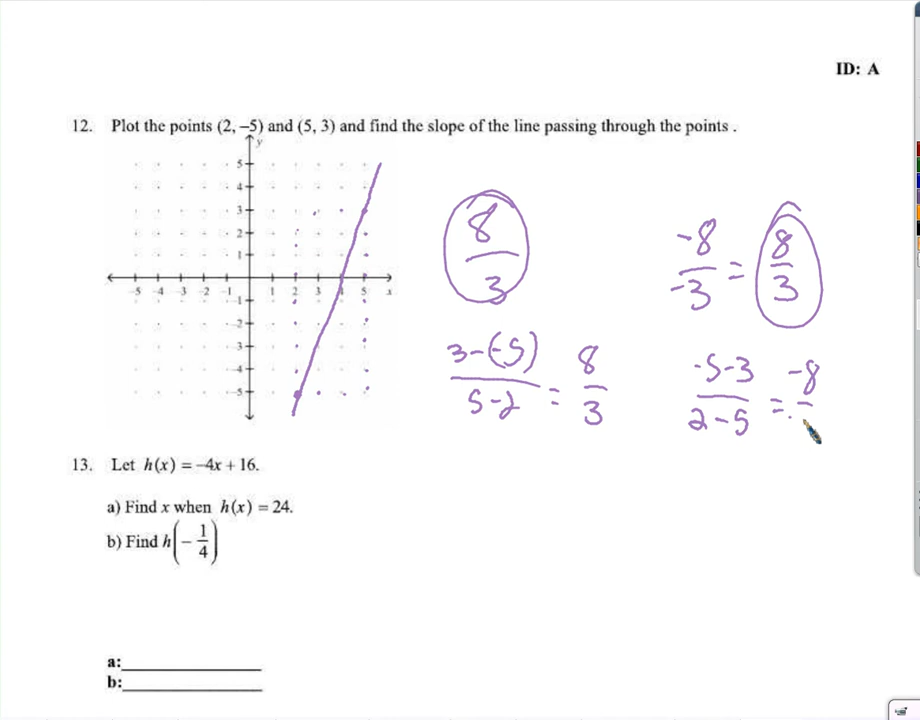 ID: A
12. Plot the points (2, –5) and (5, 3) and find the slope of the line passing through the points .
y
5
4
3
2
1
-5 -4 -3 -2 -1 1 2 3 4 5 x
-1
-2
-3
-4
-5
8/3
-8/-3 = 8/3
3-(-5)/5-2 = 8/3
-5-3/2-5 = -8/-
13. Let h(x) = –4x + 16.
a) Find x when h(x) = 24.
b) Find h(–1/4)
a:
b: